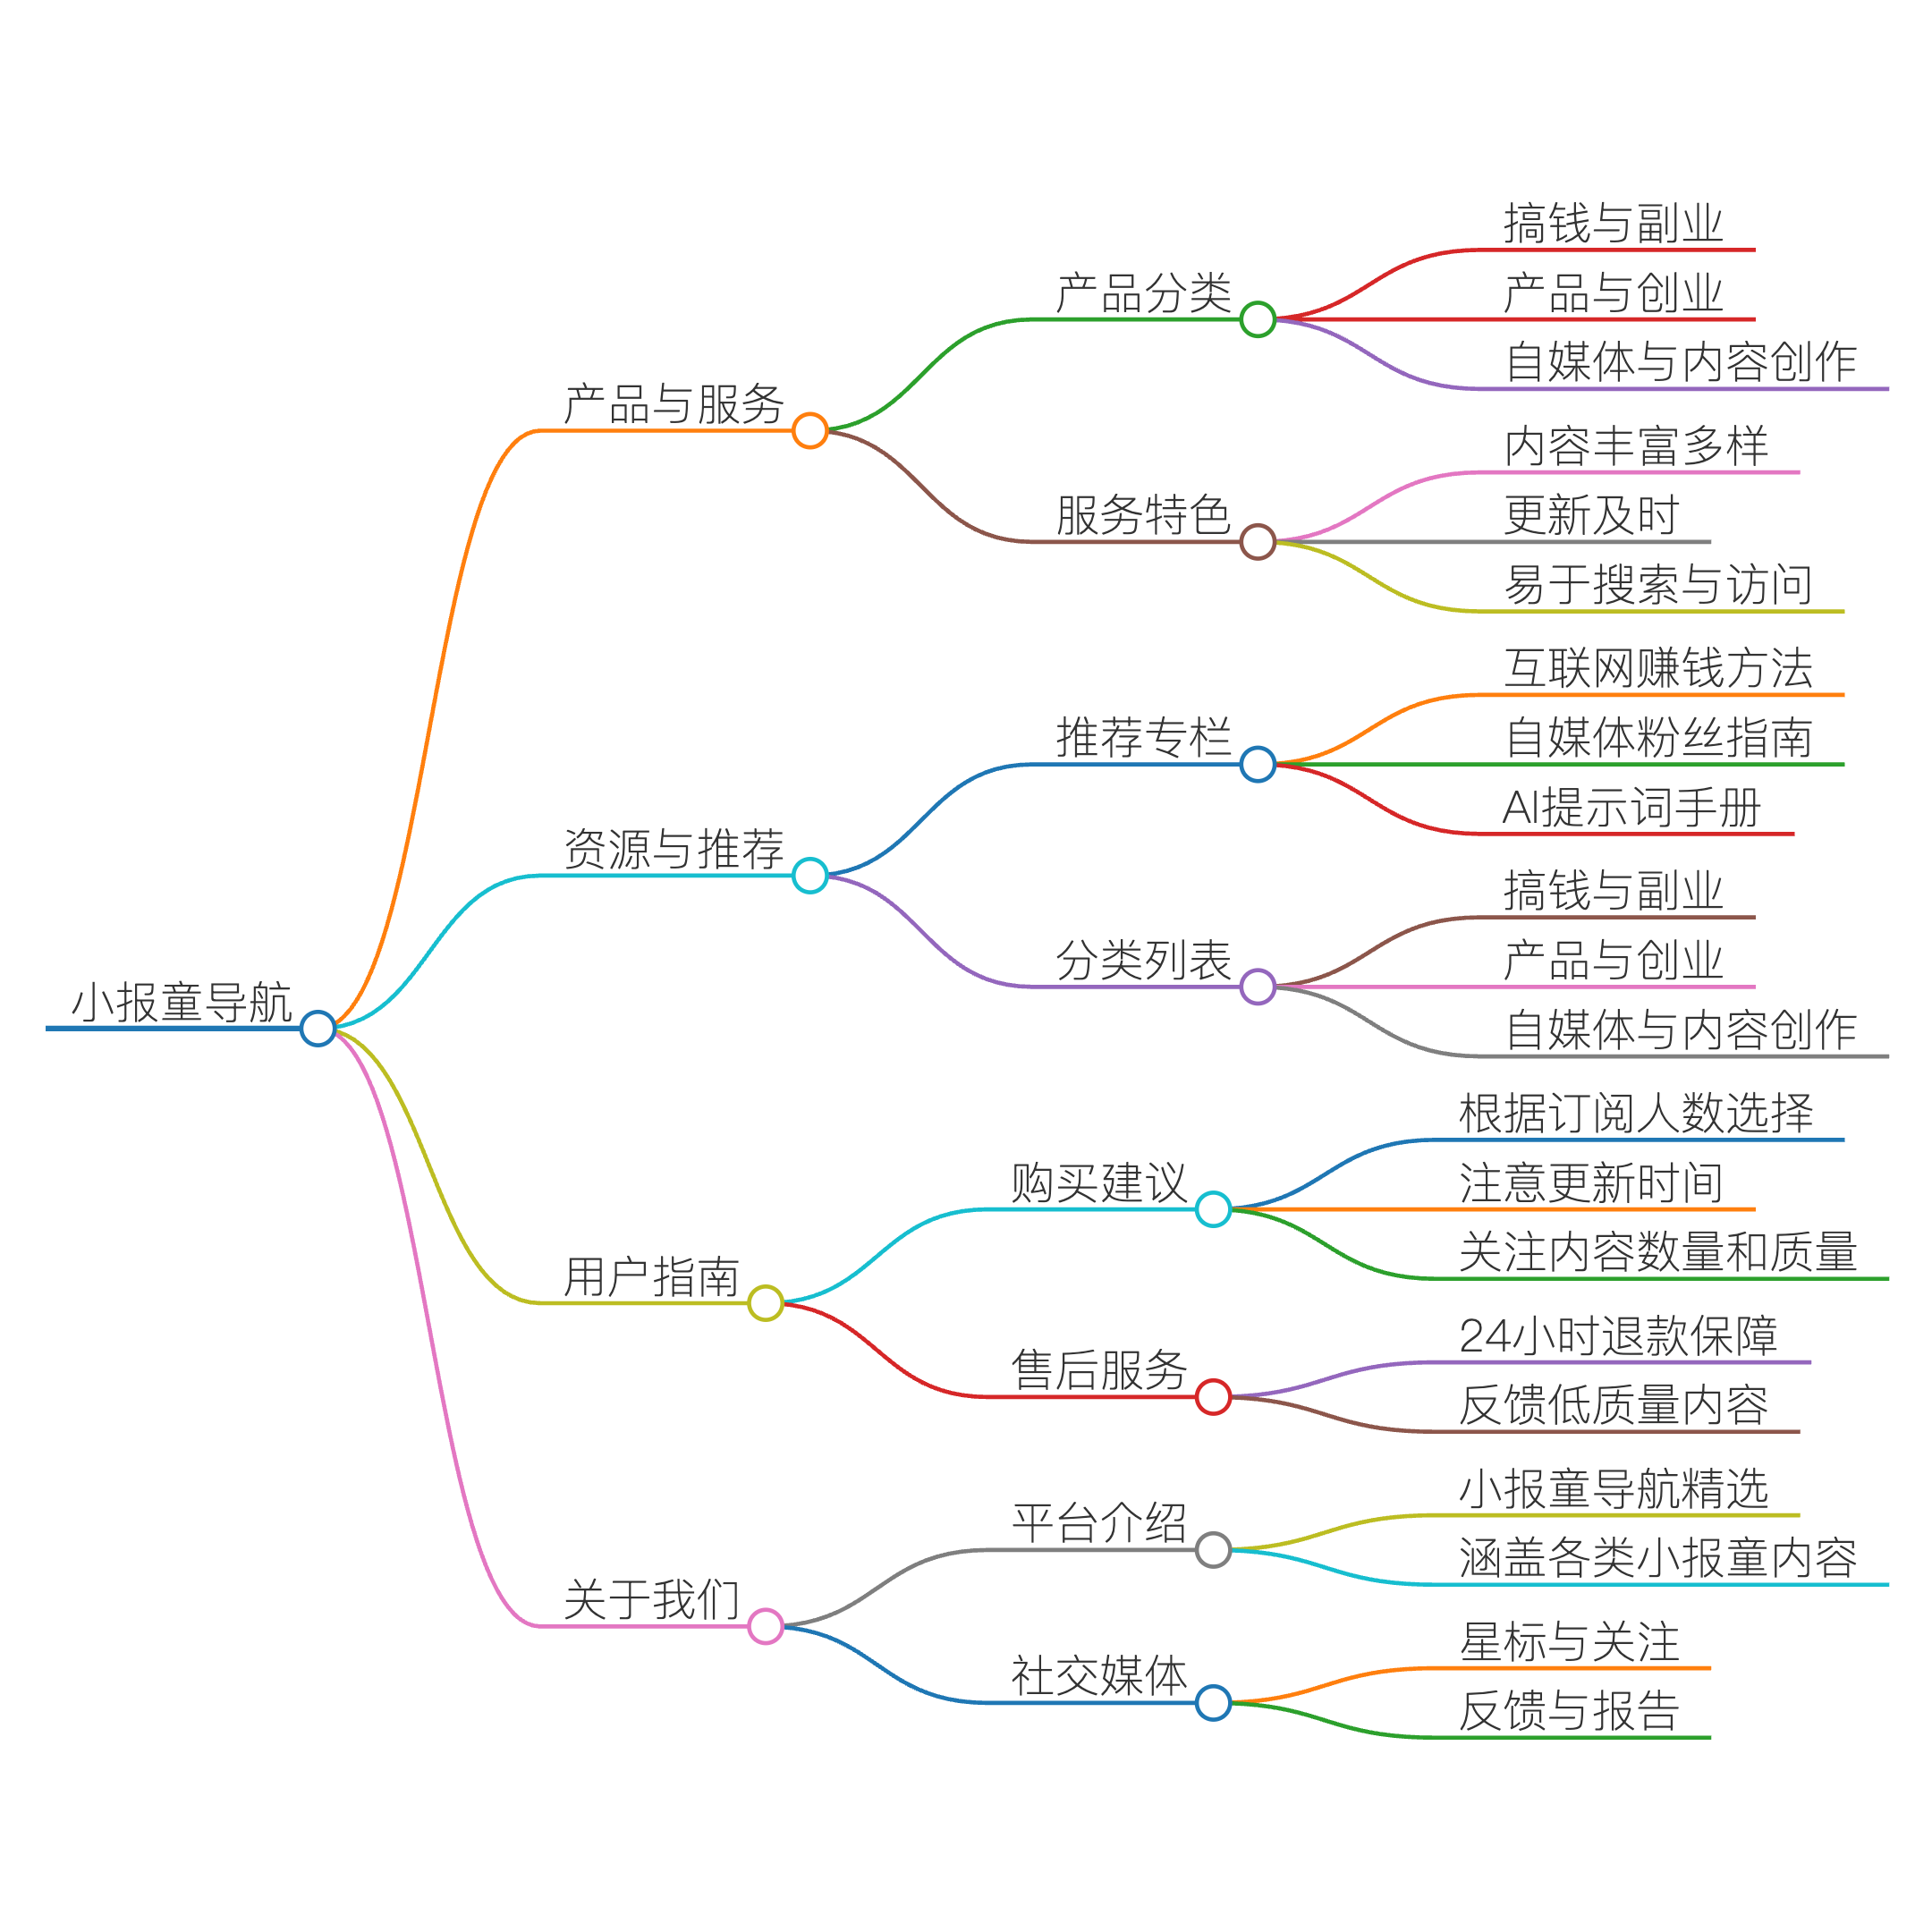 小报童导航
产品与服务
产品分类
搞钱与副业
产品与创业
自媒体与内容创作
服务特色
内容丰富多样
更新及时
易于搜索与访问
资源与推荐
推荐专栏
互联网赚钱方法
自媒体粉丝指南
AI提示词手册
分类列表
搞钱与副业
产品与创业
自媒体与内容创作
用户指南
购买建议
根据订阅人数选择
注意更新时间
关注内容数量和质量
售后服务
24小时退款保障
反馈低质量内容
关于我们
平台介绍
小报童导航精选
涵盖各类小报童内容
社交媒体
星标与关注
反馈与报告